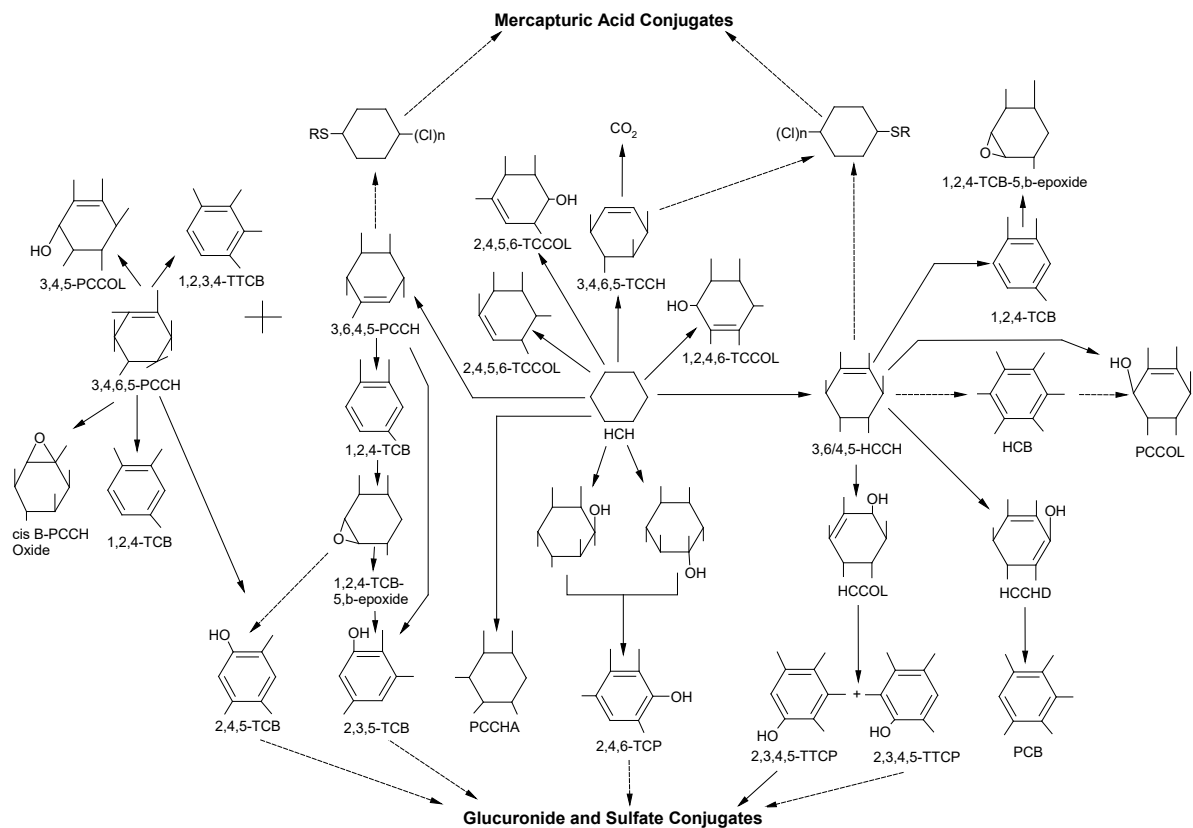 Mercapturic Acid Conjugates
RS
(Cl)n
(Cl)n
SR
CO2
O
1,2,4-TCB-5,b-epoxide
OH
2,4,5,6-TCCOL
HO
3,4,5-PCCOL
1,2,3,4-TTCB
3,4,6,5-TCCH
HO
1,2,4,6-TCCOL
1,2,4-TCB
3,6,4,5-PCCH
2,4,5,6-TCCOL
3,4,6,5-PCCH
HO
HCH
1,2,4-TCB
3,6/4,5-HCCH
HCB
PCCOL
O
cis B-PCCH
Oxide
1,2,4-TCB
O
1,2,4-TCB-
5,b-epoxide
OH
OH
OH
HCCOL
OH
HCCHD
HO
2,4,5-TCB
OH
2,3,5-TCB
PCCHA
OH
2,4,6-TCP
HO
2,3,4,5-TTCP
+
HO
2,3,4,5-TTCP
PCB
Glucuronide and Sulfate Conjugates